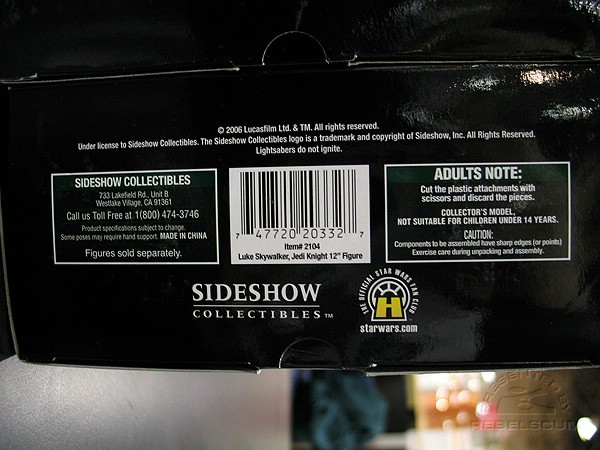 © 2006 Lucasfilm Ltd. & TM. All rights reserved.
Under license to Sideshow Collectibles. The Sideshow Collectibles logo is a trademark and copyright of Sideshow, Inc. All Rights Reserved.
Lightsabers do not ignite.
SIDESHOW COLLECTIBLES
733 Lakefield Rd., Unit B
Westlake Village, CA 91361
Call us Toll Free at 1(800) 474-3746
Product specifications subject to change.
Some poses may require hand support. MADE IN CHINA
Figures sold separately.
7 47720 20332 7
Item# 2104
Luke Skywalker, Jedi Knight 12" Figure
ADULTS NOTE:
Cut the plastic attachments with
scissors and discard the pieces.
COLLECTOR'S MODEL.
NOT SUITABLE FOR CHILDREN UNDER 14 YEARS.
CAUTION:
Components to be assembled have sharp edges (or points)
Exercise care during unpacking and assembly.
SIDESHOW
COLLECTIBLES TM
THE OFFICIAL STAR WARS FAN CLUB
H
starwars.com
PRESENTED BY
REBELSCUM